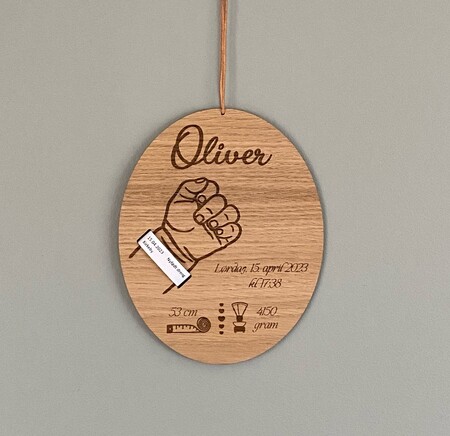 Oliver
Lørdag, 15. april 2023
kl 17:38
53 cm
4150
gram